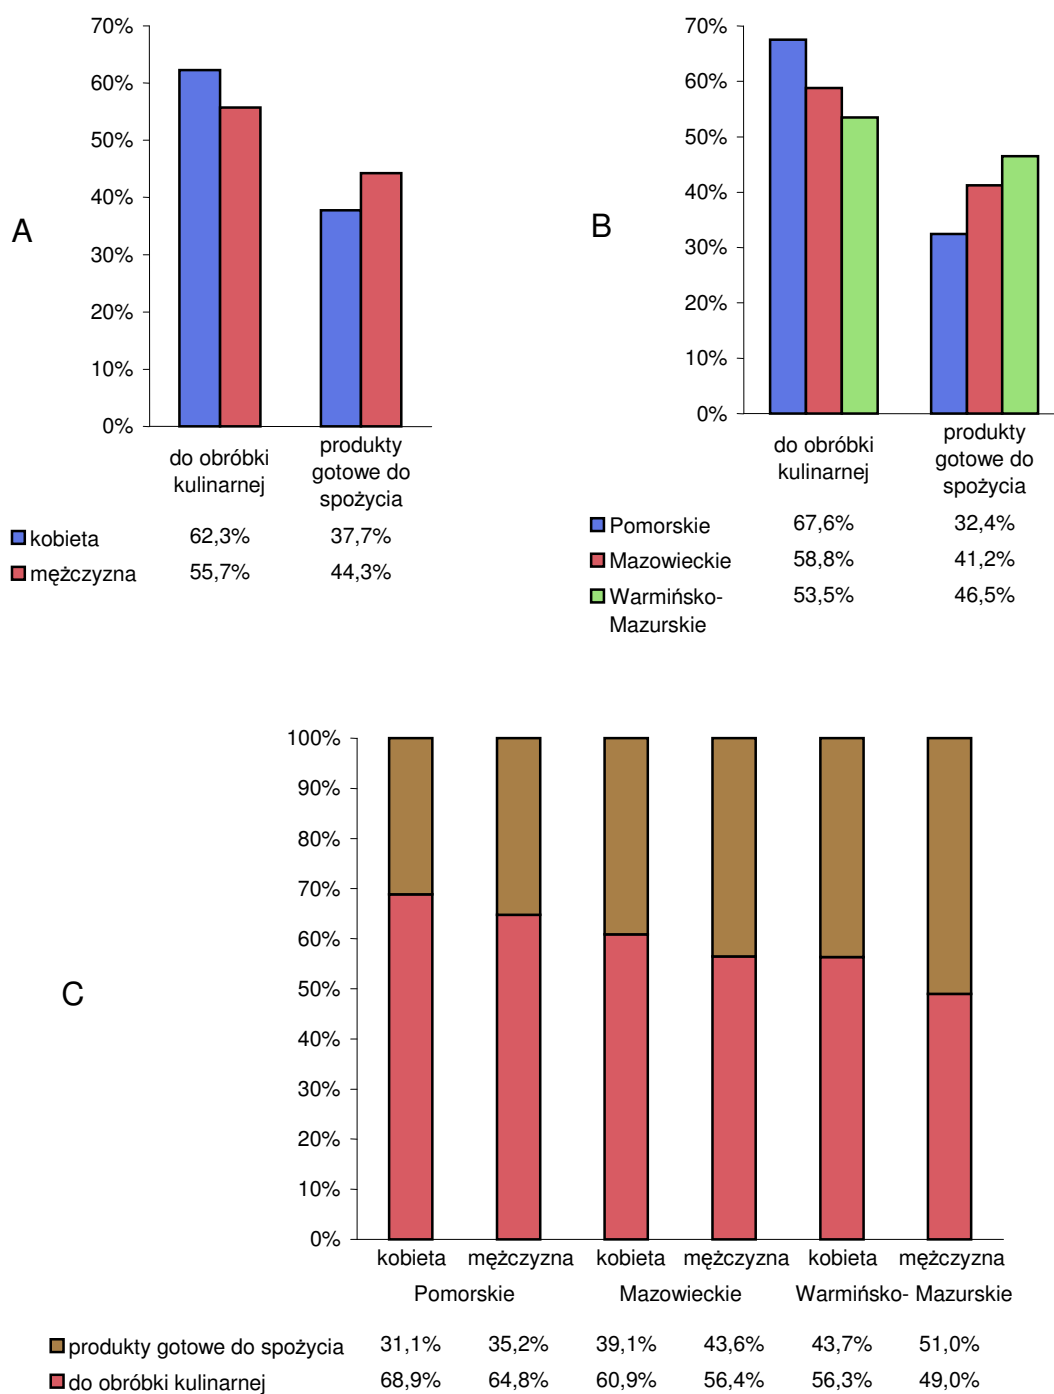 70%
60%
50%
40%
30%
20%
10%
0%
A
do obróbki
kulinarnej
produkty
gotowe do
spożycia
kobieta 62,3% 37,7%
mężczyzna 55,7% 44,3%
70%
60%
50%
40%
30%
20%
10%
0%
B
do obróbki
kulinarnej
produkty
gotowe do
spożycia
Pomorskie 67,6% 32,4%
Mazowieckie 58,8% 41,2%
Warmińsko- 53,5% 46,5%
Mazurskie
100%
90%
80%
70%
60%
50%
40%
30%
20%
10%
0%
C
kobieta mężczyzna kobieta mężczyzna kobieta mężczyzna
Pomorskie Mazowieckie Warmińsko- Mazurskie
produkty gotowe do spożycia 31,1% 35,2% 39,1% 43,6% 43,7% 51,0%
do obróbki kulinarnej 68,9% 64,8% 60,9% 56,4% 56,3% 49,0%